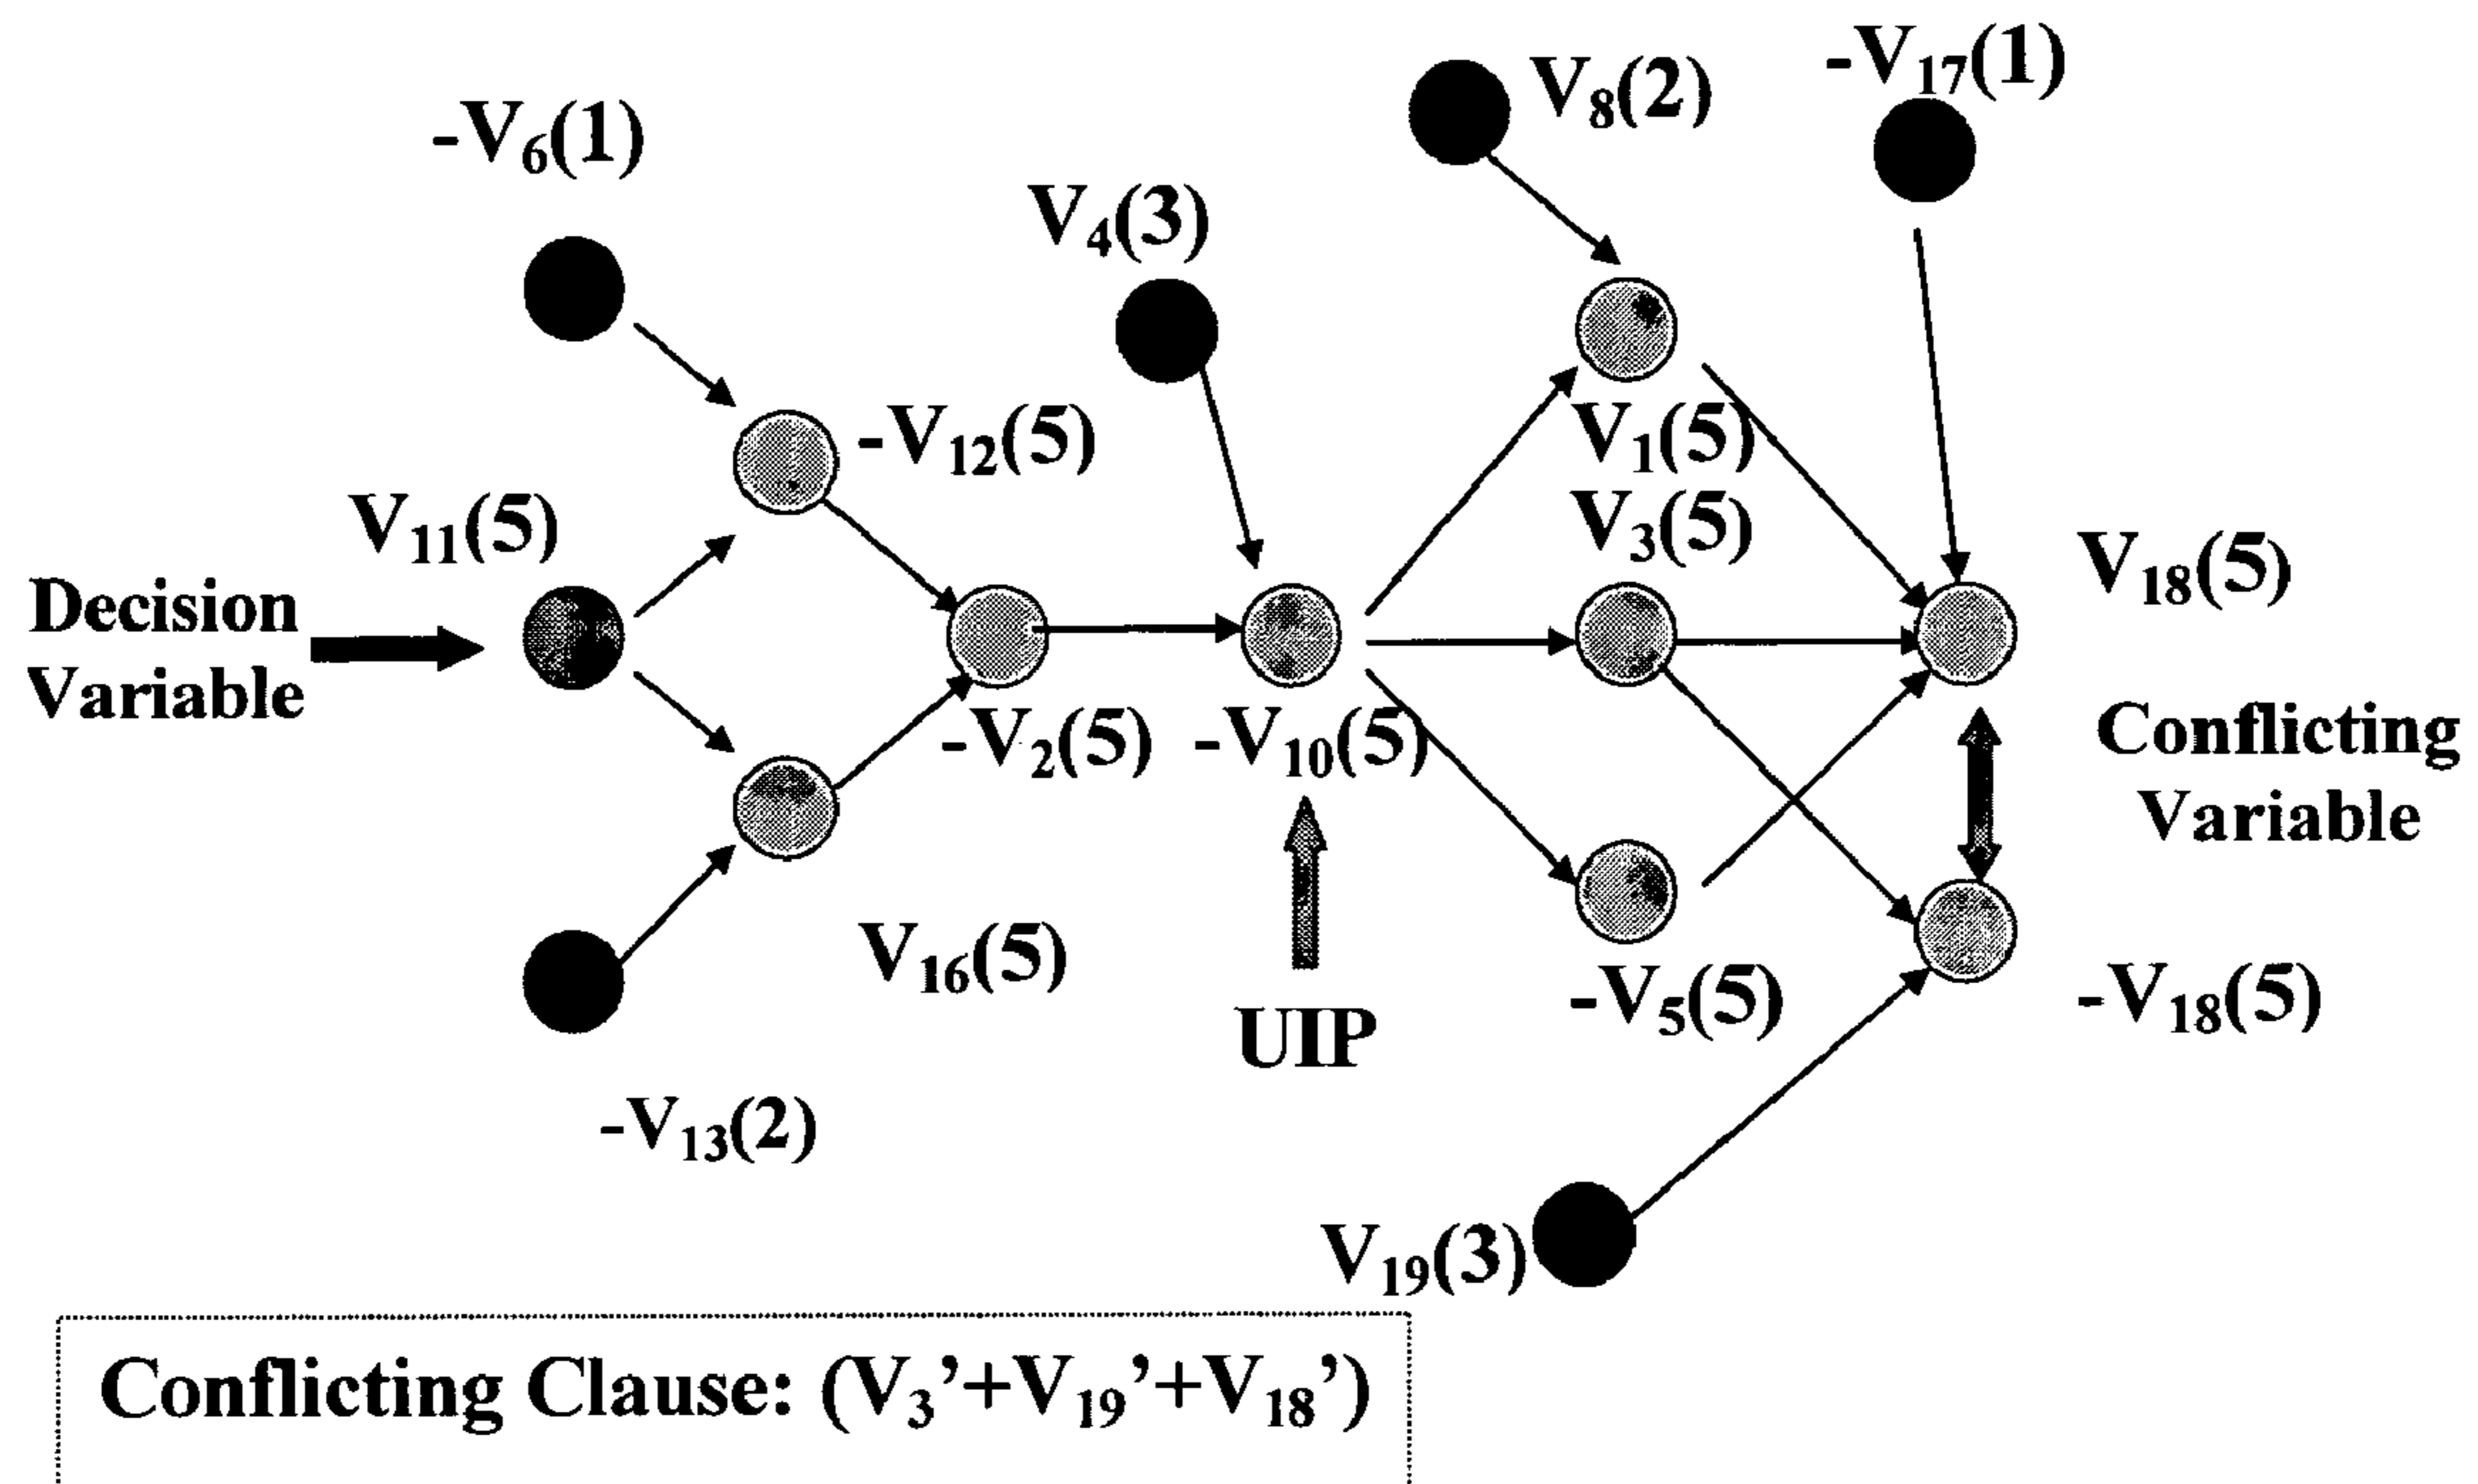 V₈(2)
-V₁₇(1)
-V₆(1)
V₄(3)
-V₁₂(5)
V₁(5)
V₁₁(5)
V₃(5)
V₁₈(5)
Decision
Variable
-V₂(5)
-V₁₀(5)
Conflicting
Variable
V₁₆(5)
-V₅(5)
-V₁₈(5)
UIP
-V₁₃(2)
V₁₉(3)
Conflicting Clause: (V₃’+V₁₉’+V₁₈’)